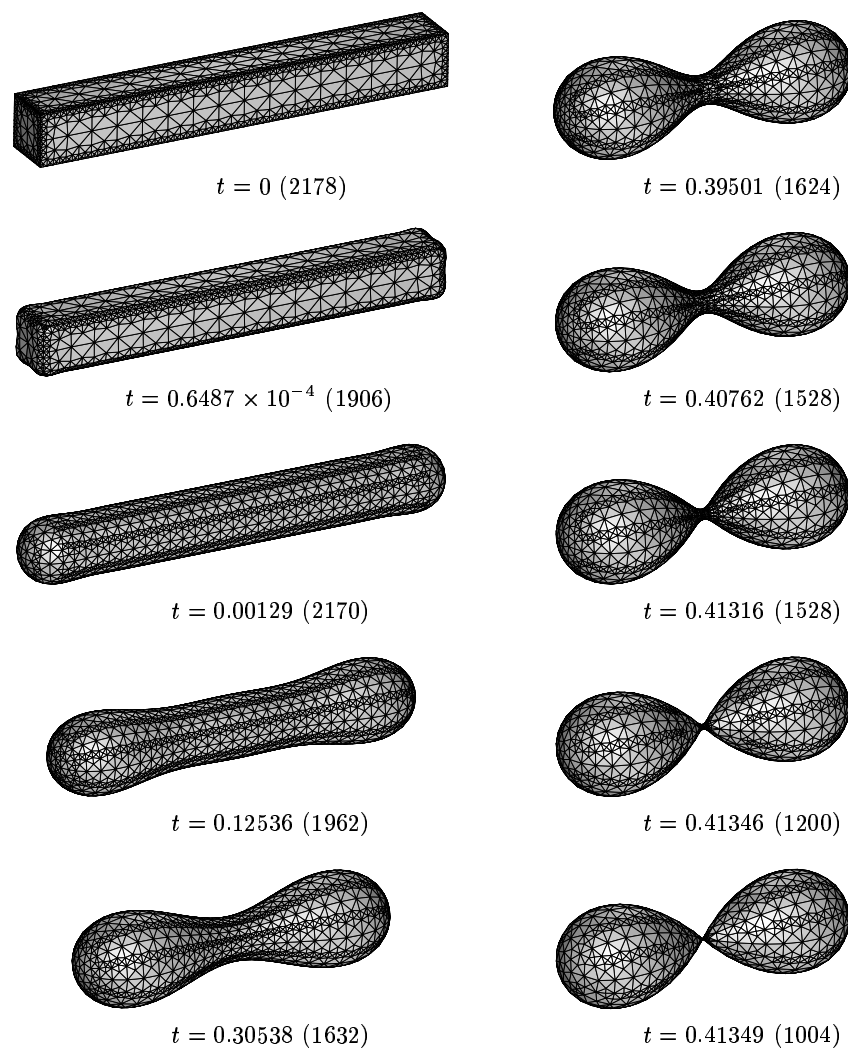 t = 0 (2178)
t = 0.6487 × 10⁻⁴ (1906)
t = 0.00129 (2170)
t = 0.12536 (1962)
t = 0.30538 (1632)
t = 0.39501 (1624)
t = 0.40762 (1528)
t = 0.41316 (1528)
t = 0.41346 (1200)
t = 0.41349 (1004)